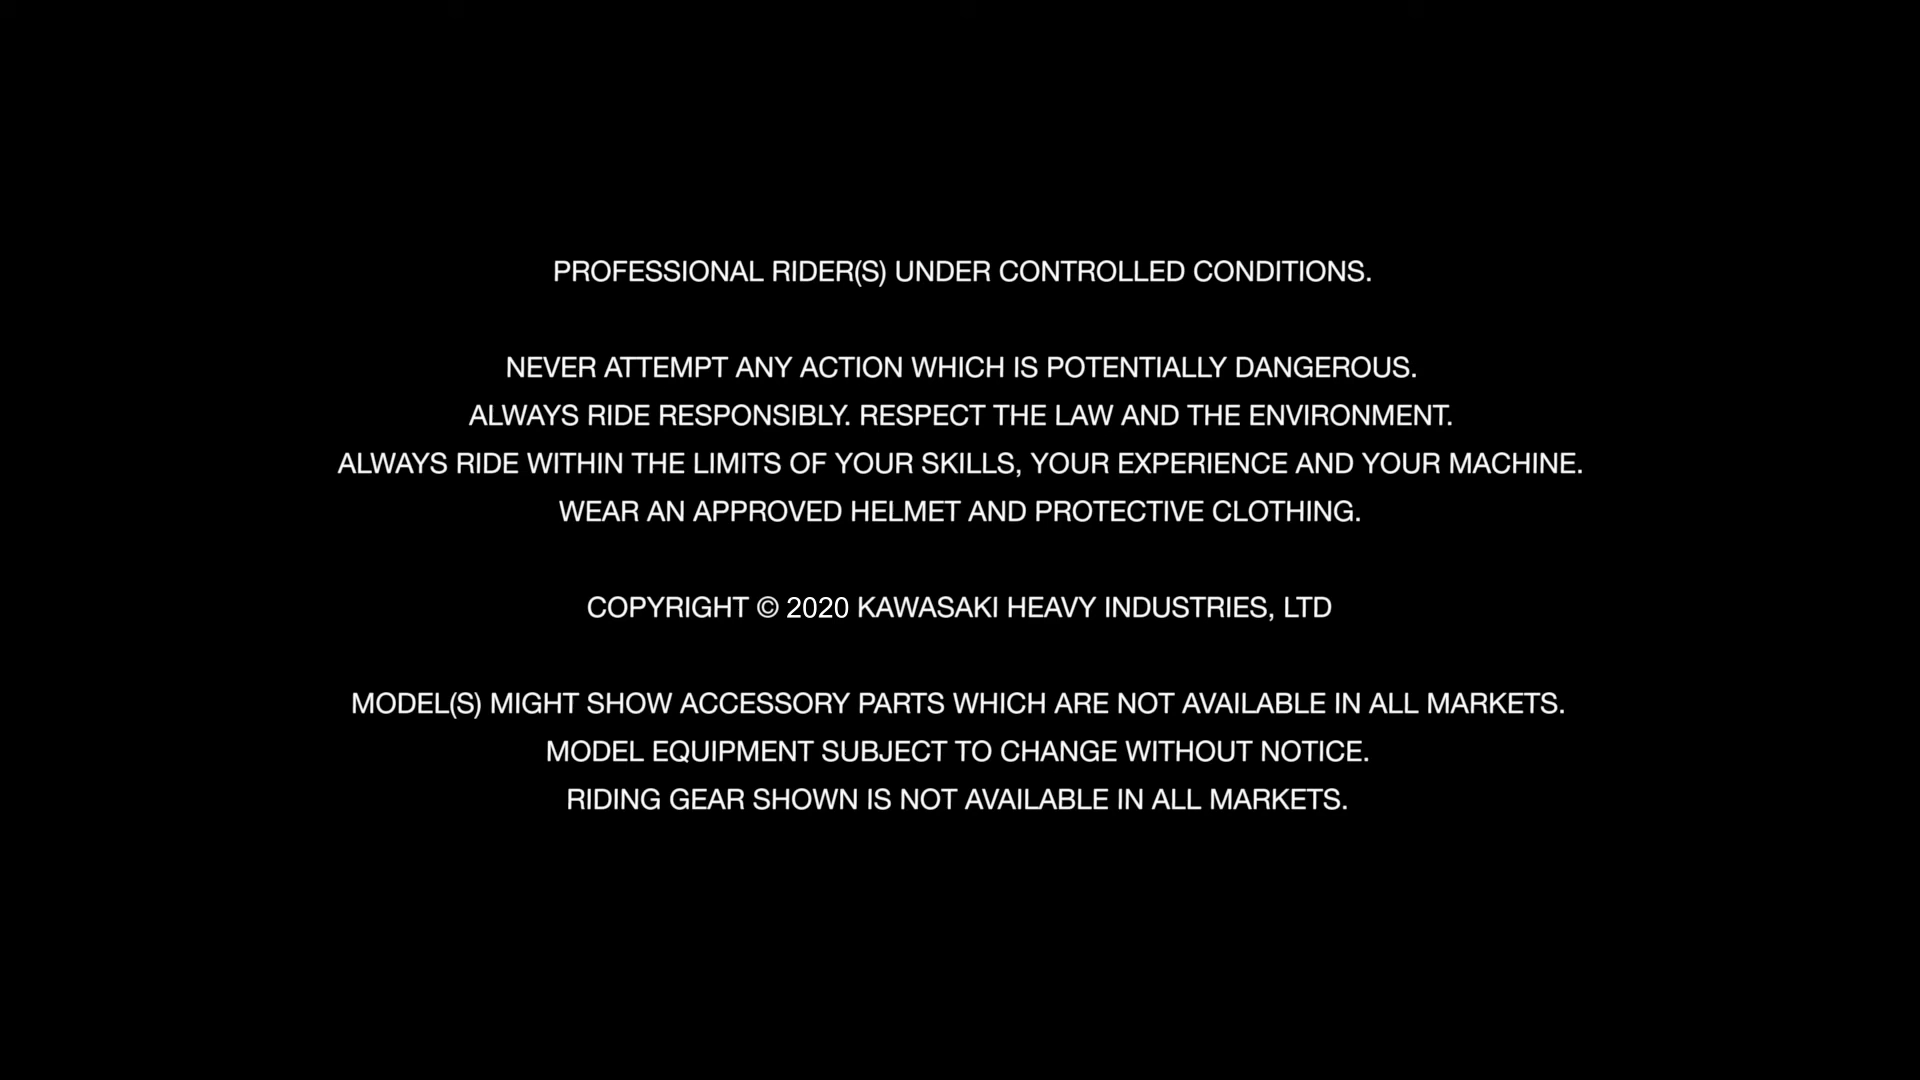 PROFESSIONAL RIDER(S) UNDER CONTROLLED CONDITIONS.
NEVER ATTEMPT ANY ACTION WHICH IS POTENTIALLY DANGEROUS.
ALWAYS RIDE RESPONSIBLY. RESPECT THE LAW AND THE ENVIRONMENT.
ALWAYS RIDE WITHIN THE LIMITS OF YOUR SKILLS, YOUR EXPERIENCE AND YOUR MACHINE.
WEAR AN APPROVED HELMET AND PROTECTIVE CLOTHING.
COPYRIGHT © 2020 KAWASAKI HEAVY INDUSTRIES, LTD
MODEL(S) MIGHT SHOW ACCESSORY PARTS WHICH ARE NOT AVAILABLE IN ALL MARKETS.
MODEL EQUIPMENT SUBJECT TO CHANGE WITHOUT NOTICE.
RIDING GEAR SHOWN IS NOT AVAILABLE IN ALL MARKETS.